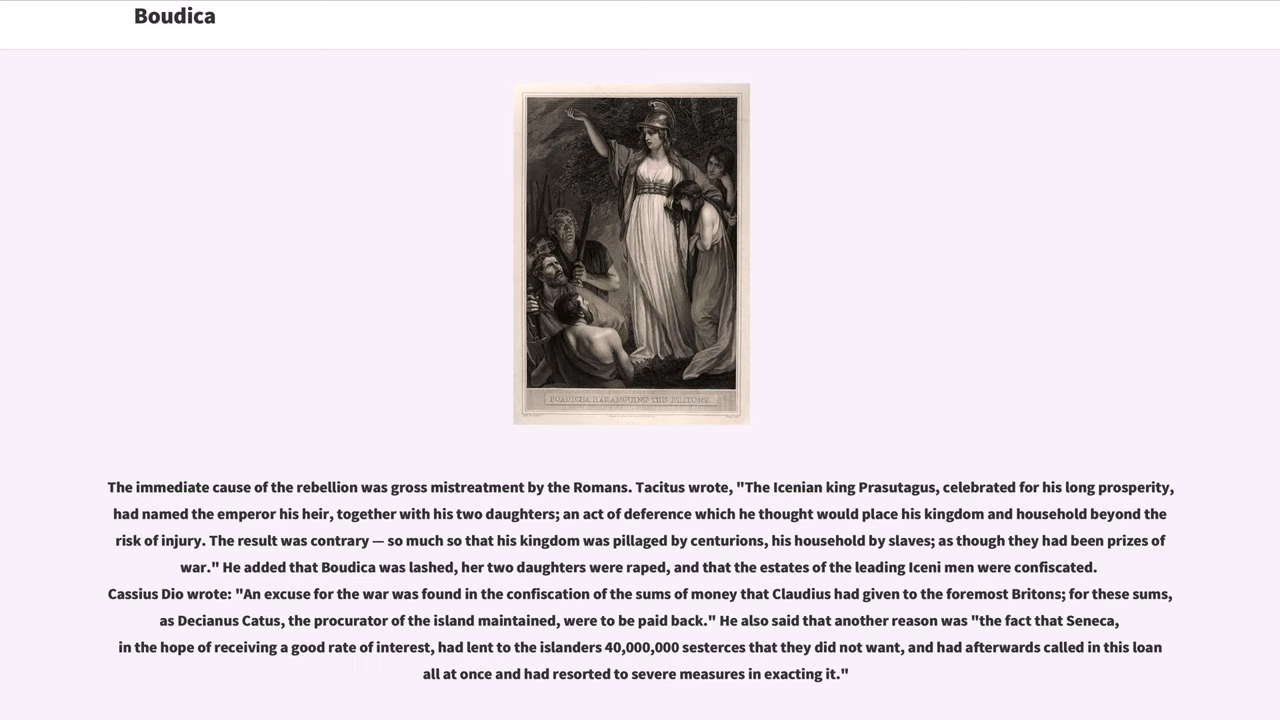 Boudica
BOADICEA HARANGUING THE BRITONS.
The immediate cause of the rebellion was gross mistreatment by the Romans. Tacitus wrote, "The Icenian king Prasutagus, celebrated for his long prosperity,
had named the emperor his heir, together with his two daughters; an act of deference which he thought would place his kingdom and household beyond the
risk of injury. The result was contrary — so much so that his kingdom was pillaged by centurions, his household by slaves; as though they had been prizes of
war." He added that Boudica was lashed, her two daughters were raped, and that the estates of the leading Iceni men were confiscated.
Cassius Dio wrote: "An excuse for the war was found in the confiscation of the sums of money that Claudius had given to the foremost Britons; for these sums,
as Decianus Catus, the procurator of the island maintained, were to be paid back." He also said that another reason was "the fact that Seneca,
in the hope of receiving a good rate of interest, had lent to the islanders 40,000,000 sesterces that they did not want, and had afterwards called in this loan
all at once and had resorted to severe measures in exacting it."